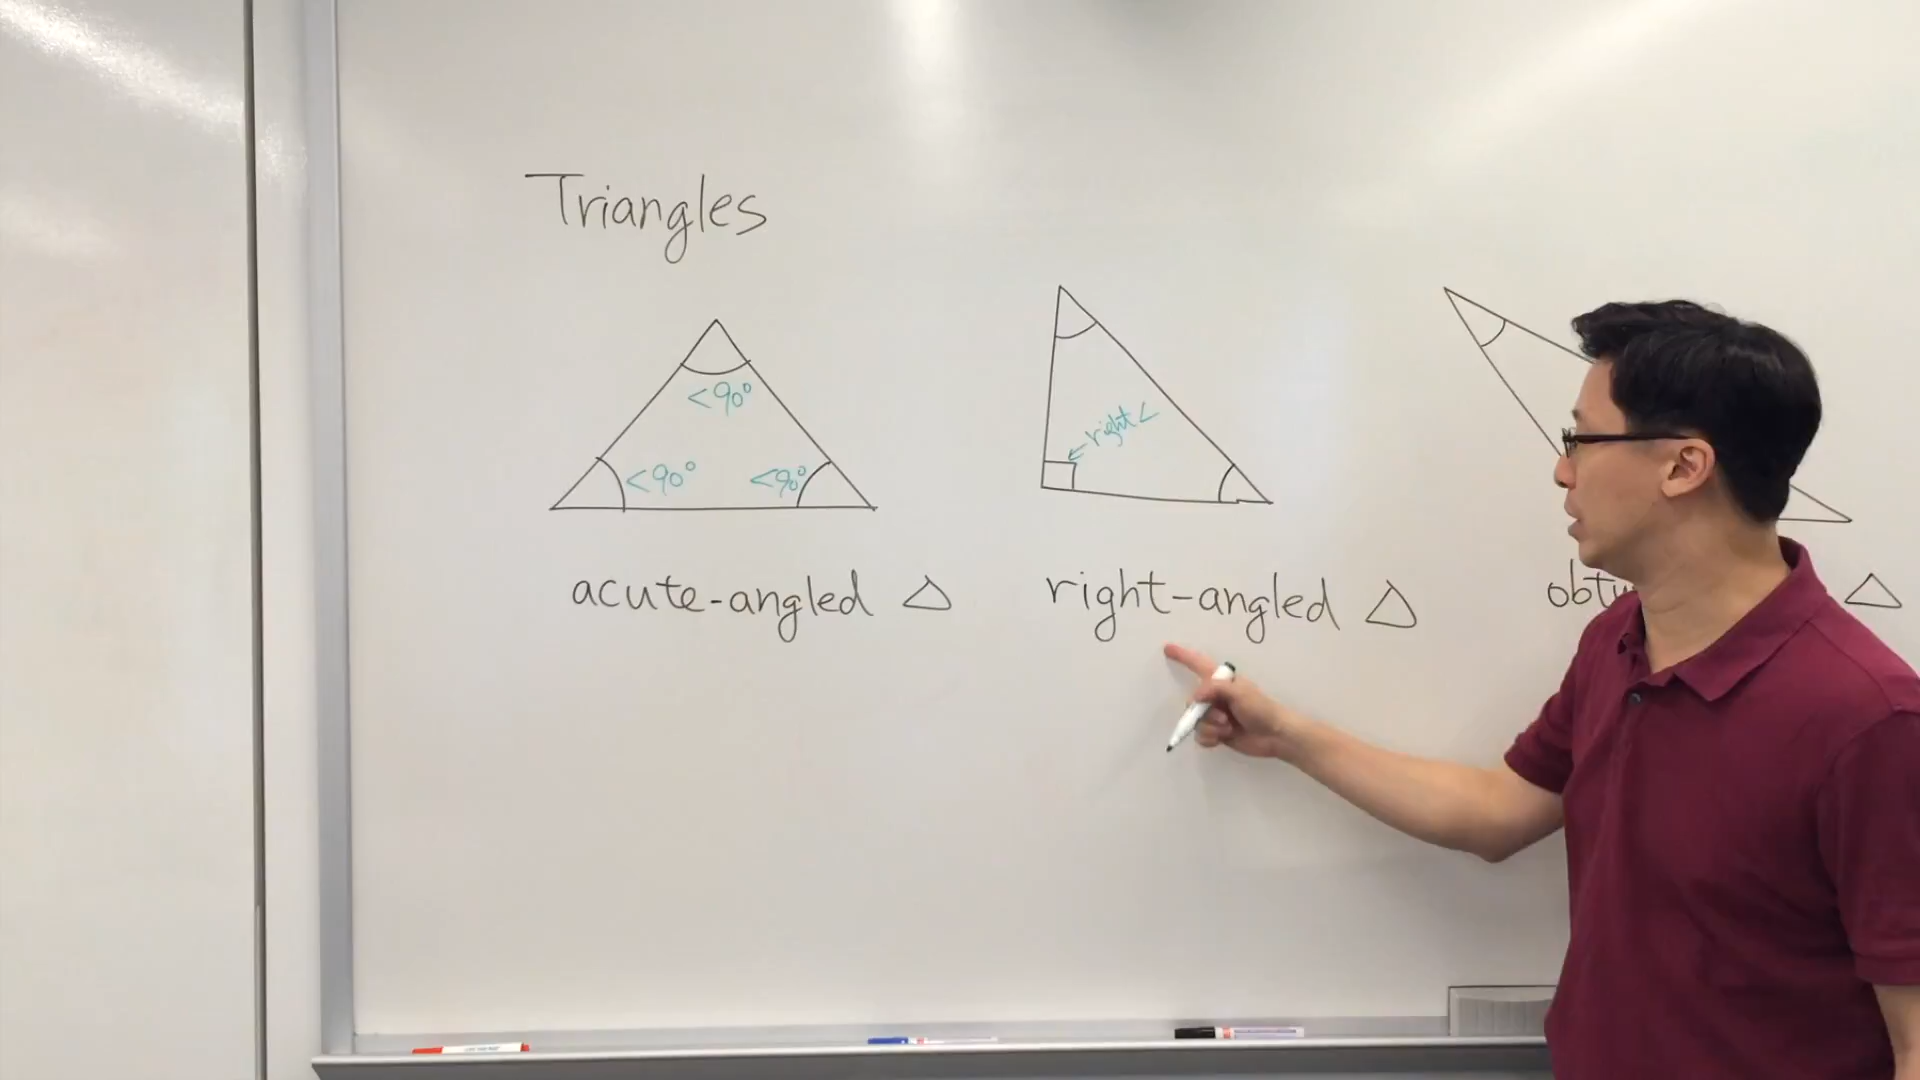 Triangles
<90°
<90° <90°
right∠
acute-angled △
right-angled △
△